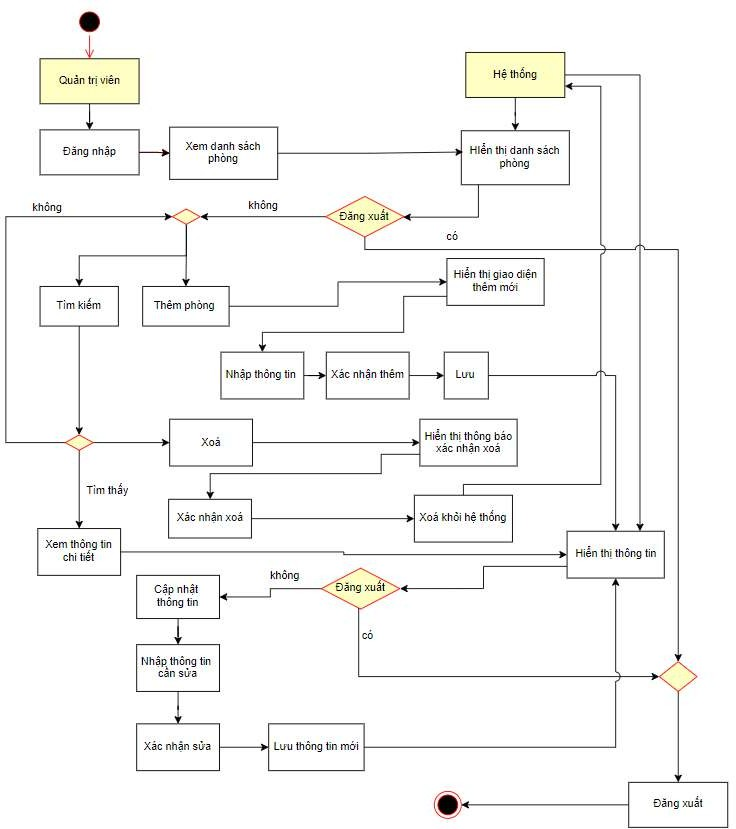 Quản trị viên
Hệ thống
Đăng nhập
Xem danh sách
phòng
HIển thị danh sách
phòng
không
không
Đăng xuất
có
Tìm kiếm
Thêm phòng
Hiển thị giao diện
thêm mới
Nhập thông tin
Xác nhận thêm
Lưu
Xoá
Hiển thị thông báo
xác nhận xoá
Tìm thấy
Xác nhận xoá
Xoá khỏi hệ thống
Xem thông tin
chi tiết
Hiển thị thông tin
Cập nhật
thông tin
không
Đăng xuất
có
Nhập thông tin
cần sửa
Xác nhận sửa
Lưu thông tin mới
Đăng xuất